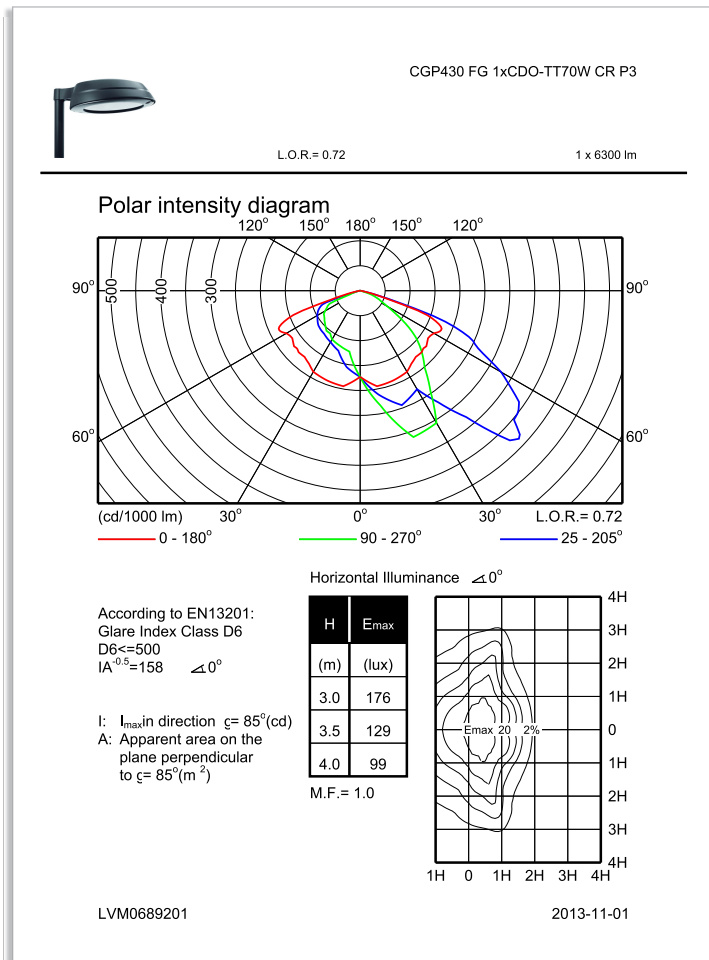 CGP430 FG 1xCDO-TT70W CR P3
L.O.R.= 0.72
1 x 6300 lm
Polar intensity diagram
120° 150° 180° 150° 120°
90° 500 400 300 90°
60° 60°
(cd/1000 lm) 30° 0° 30° L.O.R.= 0.72
0 - 180° 90 - 270° 25 - 205°
Horizontal Illuminance ∡0°
According to EN13201:
Glare Index Class D6
D6<=500
IA^-0.5=158 ∡0°
I: Imax in direction ç= 85°(cd)
A: Apparent area on the
plane perpendicular
to ç= 85°(m²)
H Emax
(m) (lux)
3.0 176
3.5 129
4.0 99
M.F.= 1.0
4H
3H
2H
1H
Emax 20 2% 0
1H
2H
3H
4H
1H 0 1H 2H 3H 4H
LVM0689201
2013-11-01